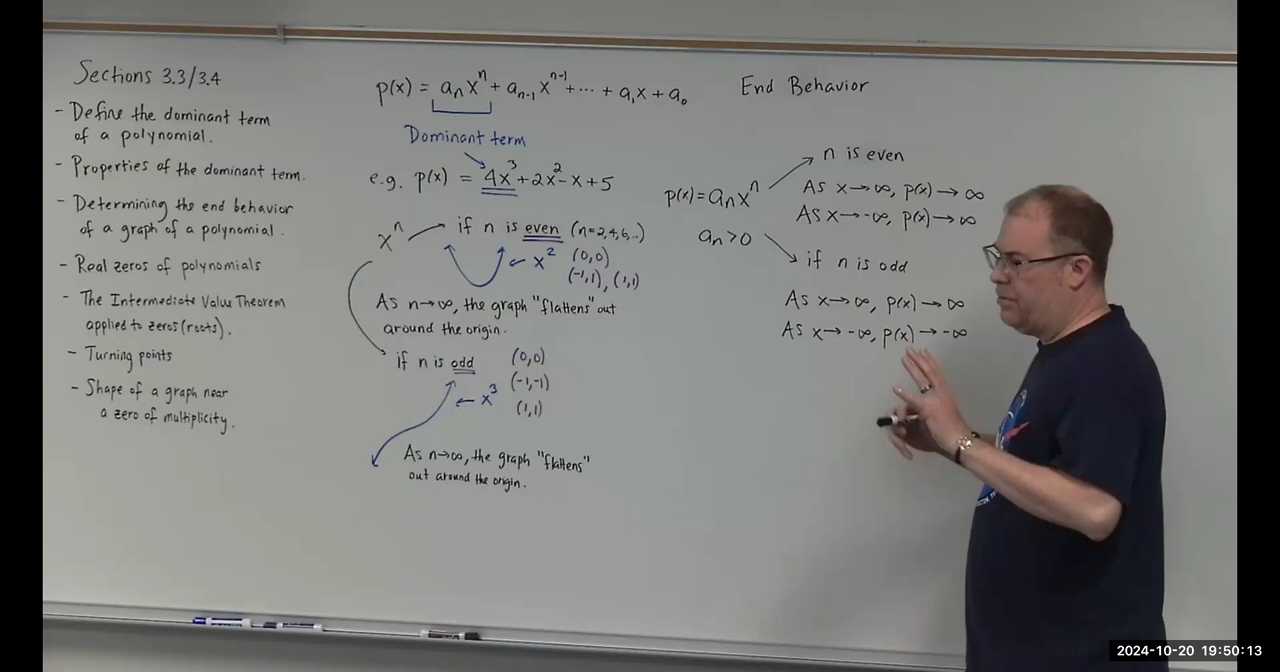 Sections 3.3/3.4
- Define the dominant term
of a polynomial.
- Properties of the dominant term.
- Determining the end behavior
of a graph of a polynomial.
- Real zeros of polynomials
- The Intermediate Value Theorem
applied to zeros (roots).
- Turning points
- Shape of a graph near
a zero of multiplicity.
p(x) = aₙxⁿ + aₙ₋₁xⁿ⁻¹ + ⋯ + a₁x + a₀
Dominant term
e.g. p(x) = 4x³+2x²-x+5
xⁿ
if n is even (n=2,4,6,...)
← x² (0,0)
(-1,1), (1,1)
As n→∞, the graph "flattens" out
around the origin.
if n is odd
(0,0)
(-1,-1)
← x³
(1,1)
As n→∞, the graph "flattens"
out around the origin.
End Behavior
p(x) = aₙxⁿ
aₙ>0
n is even
As x→∞, p(x)→∞
As x→-∞, p(x)→∞
if n is odd
As x→∞, p(x)→∞
As x→-∞, p(x)→-∞
2024-10-20 19:50:13